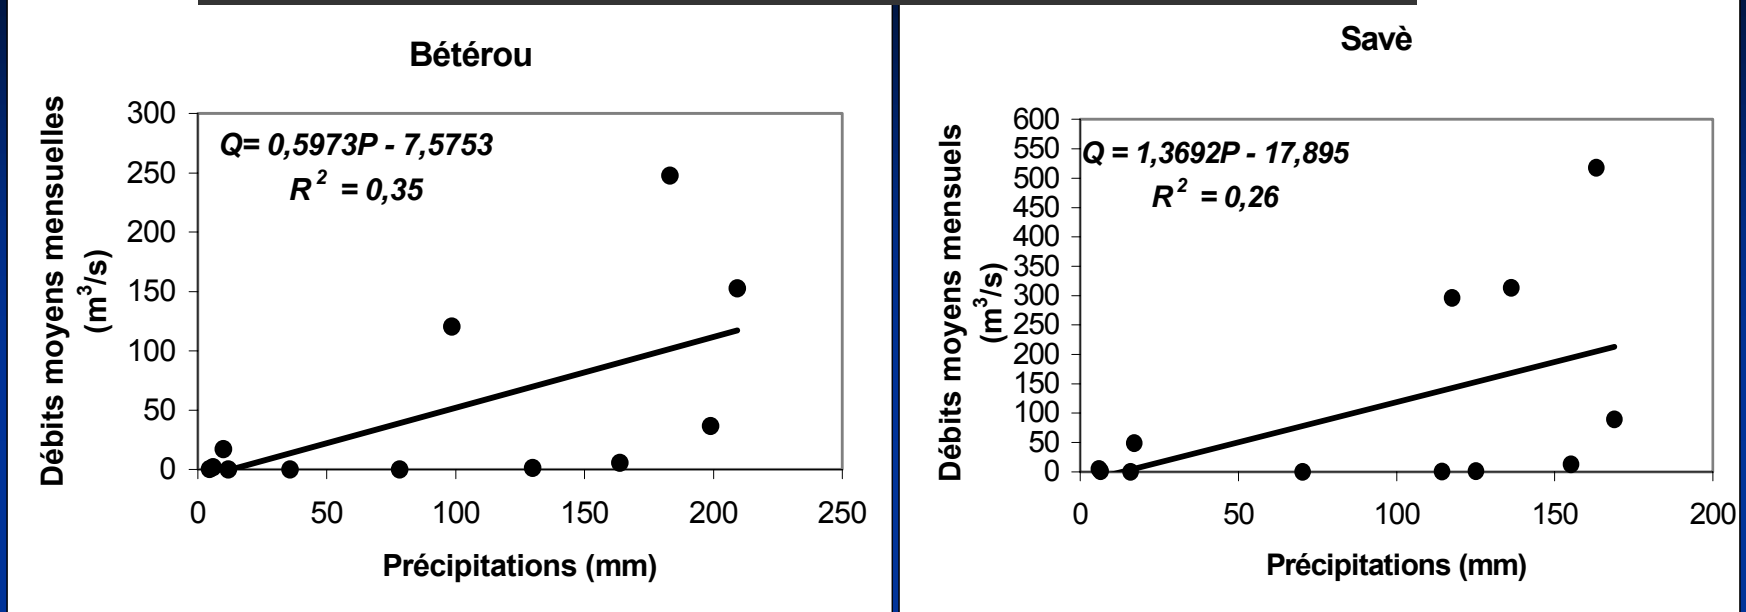 Bétérou
Débits moyens mensuelles
(m³/s)
Q= 0,5973P - 7,5753
R² = 0,35
300
250
200
150
100
50
0
0 50 100 150 200 250
Précipitations (mm)
Savè
Débits moyens mensuels
(m³/s)
Q = 1,3692P - 17,895
R² = 0,26
600
550
500
450
400
350
300
250
200
150
100
50
0
0 50 100 150 200
Précipitations (mm)